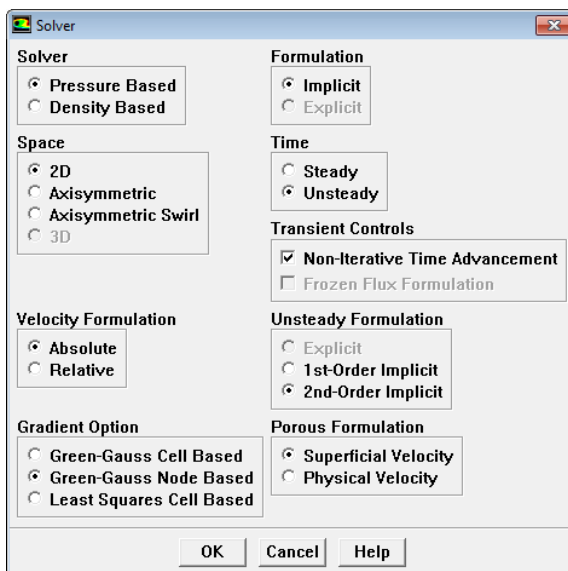 Solver
Solver
Pressure Based
Density Based
Formulation
Implicit
Explicit
Space
2D
Axisymmetric
Axisymmetric Swirl
3D
Time
Steady
Unsteady
Transient Controls
Non-Iterative Time Advancement
Frozen Flux Formulation
Velocity Formulation
Absolute
Relative
Unsteady Formulation
Explicit
1st-Order Implicit
2nd-Order Implicit
Gradient Option
Green-Gauss Cell Based
Green-Gauss Node Based
Least Squares Cell Based
Porous Formulation
Superficial Velocity
Physical Velocity
OK Cancel Help